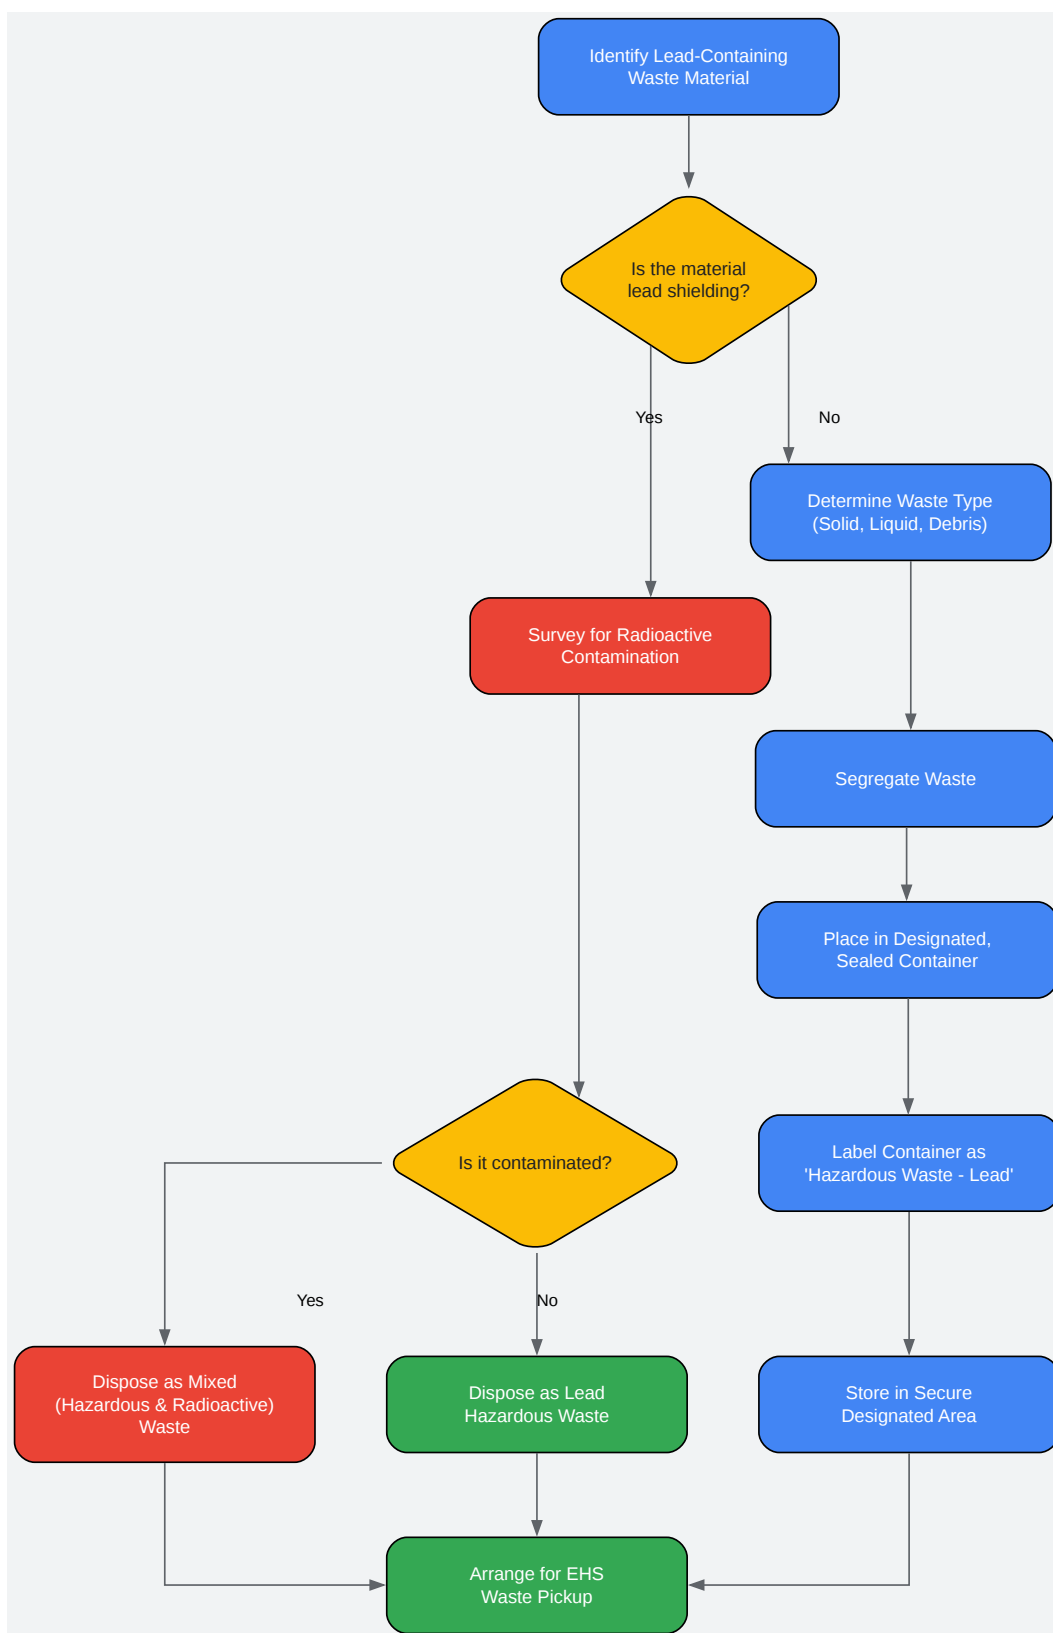 Identify Lead-Containing
Waste Material
Is the material
lead shielding?
Yes
No
Determine Waste Type
(Solid, Liquid, Debris)
Survey for Radioactive
Contamination
Segregate Waste
Place in Designated,
Sealed Container
Is it contaminated?
Label Container as
'Hazardous Waste - Lead'
Yes
No
Dispose as Mixed
(Hazardous & Radioactive)
Waste
Dispose as Lead
Hazardous Waste
Store in Secure
Designated Area
Arrange for EHS
Waste Pickup